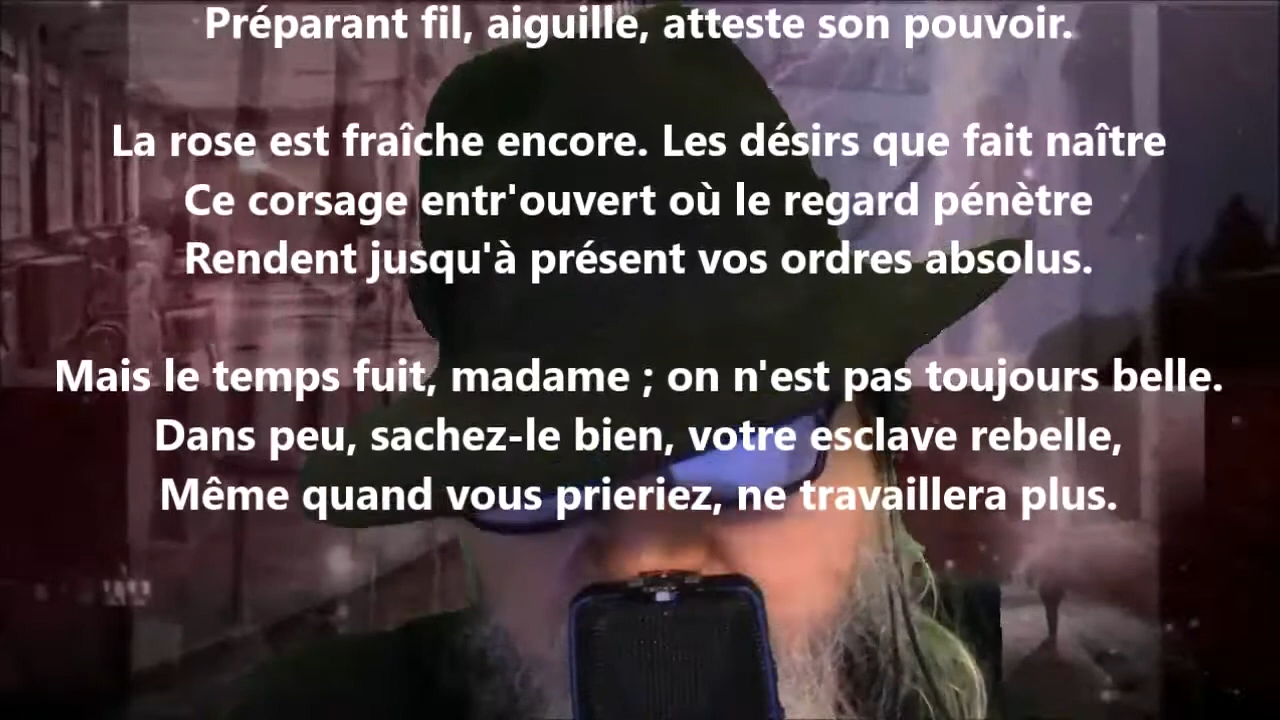 Préparant fil, aiguille, atteste son pouvoir.
La rose est fraîche encore. Les désirs que fait naître
Ce corsage entr'ouvert où le regard pénètre
Rendent jusqu'à présent vos ordres absolus.
Mais le temps fuit, madame ; on n'est pas toujours belle.
Dans peu, sachez-le bien, votre esclave rebelle,
Même quand vous prieriez, ne travaillera plus.